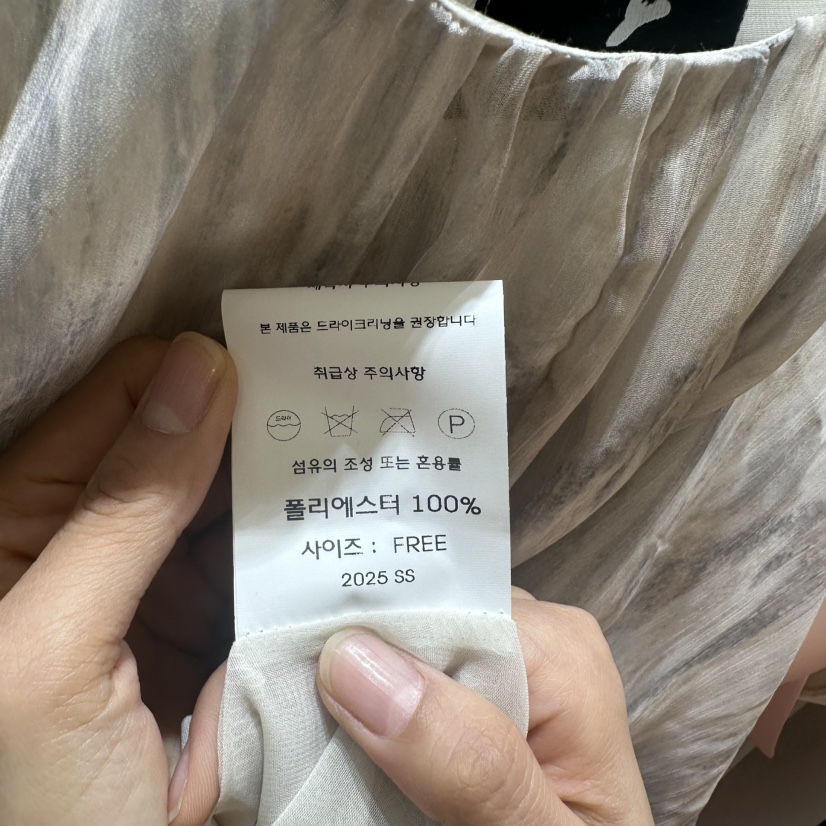 본 제품은 드라이크리닝을 권장합니다
취급상 주의사항
드라이
P
섬유의 조성 또는 혼용률
폴리에스터 100%
사이즈 : FREE
2025 SS